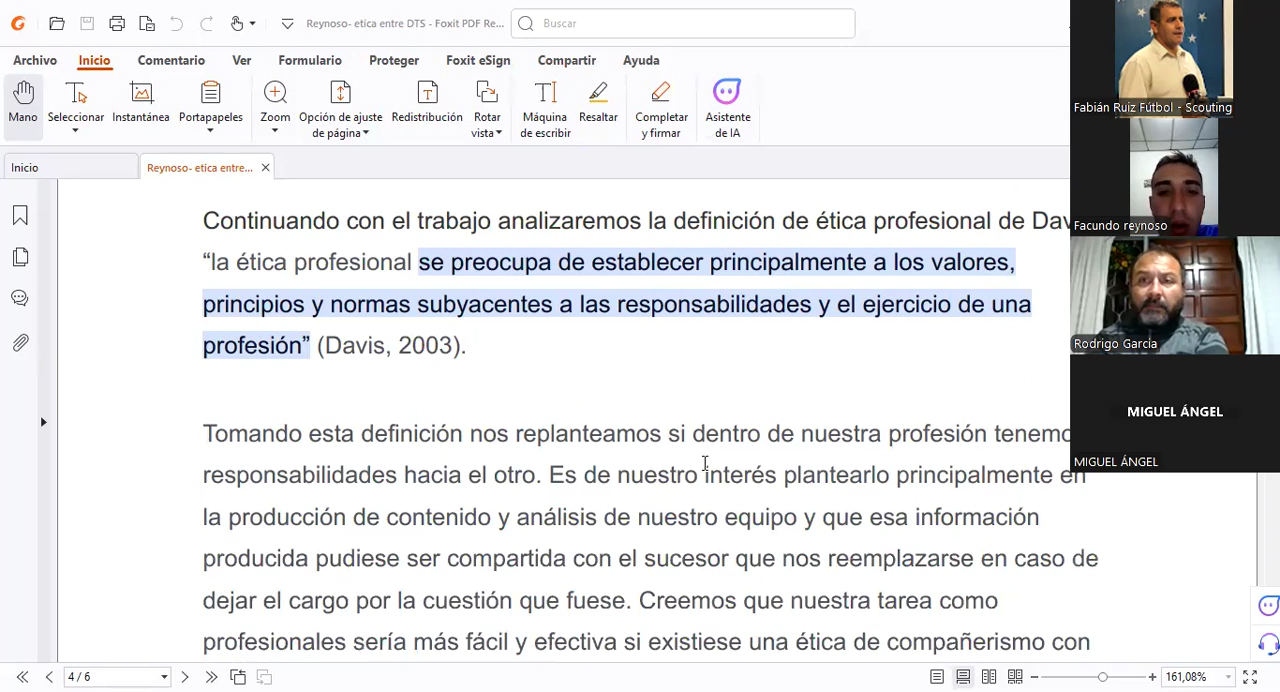 Reynoso- etica entre DTS - Foxit PDF Re...
Buscar
Archivo Inicio Comentario Ver Formulario Proteger Foxit eSign Compartir Ayuda
Mano Seleccionar Instantánea Portapapeles Zoom Opción de ajuste de página Redistribución Rotar vista Máquina de escribir Resaltar Completar y firmar Asistente de IA
Inicio Reynoso- etica entre...
Continuando con el trabajo analizaremos la definición de ética profesional de
“la ética profesional se preocupa de establecer principalmente a los valores,
principios y normas subyacentes a las responsabilidades y el ejercicio de una
profesión” (Davis, 2003).
Tomando esta definición nos replanteamos si dentro de nuestra profesión
responsabilidades hacia el otro. Es de nuestro interés plantearlo principalmente en
la producción de contenido y análisis de nuestro equipo y que esa información
producida pudiese ser compartida con el sucesor que nos reemplazarse en caso de
dejar el cargo por la cuestión que fuese. Creemos que nuestra tarea como
profesionales sería más fácil y efectiva si existiese una ética de compañerismo con
Fabián Ruiz Fútbol - Scouting
Facundo reynoso
Rodrigo García
MIGUEL ÁNGEL
MIGUEL ÁNGEL
4 / 6
161,08%